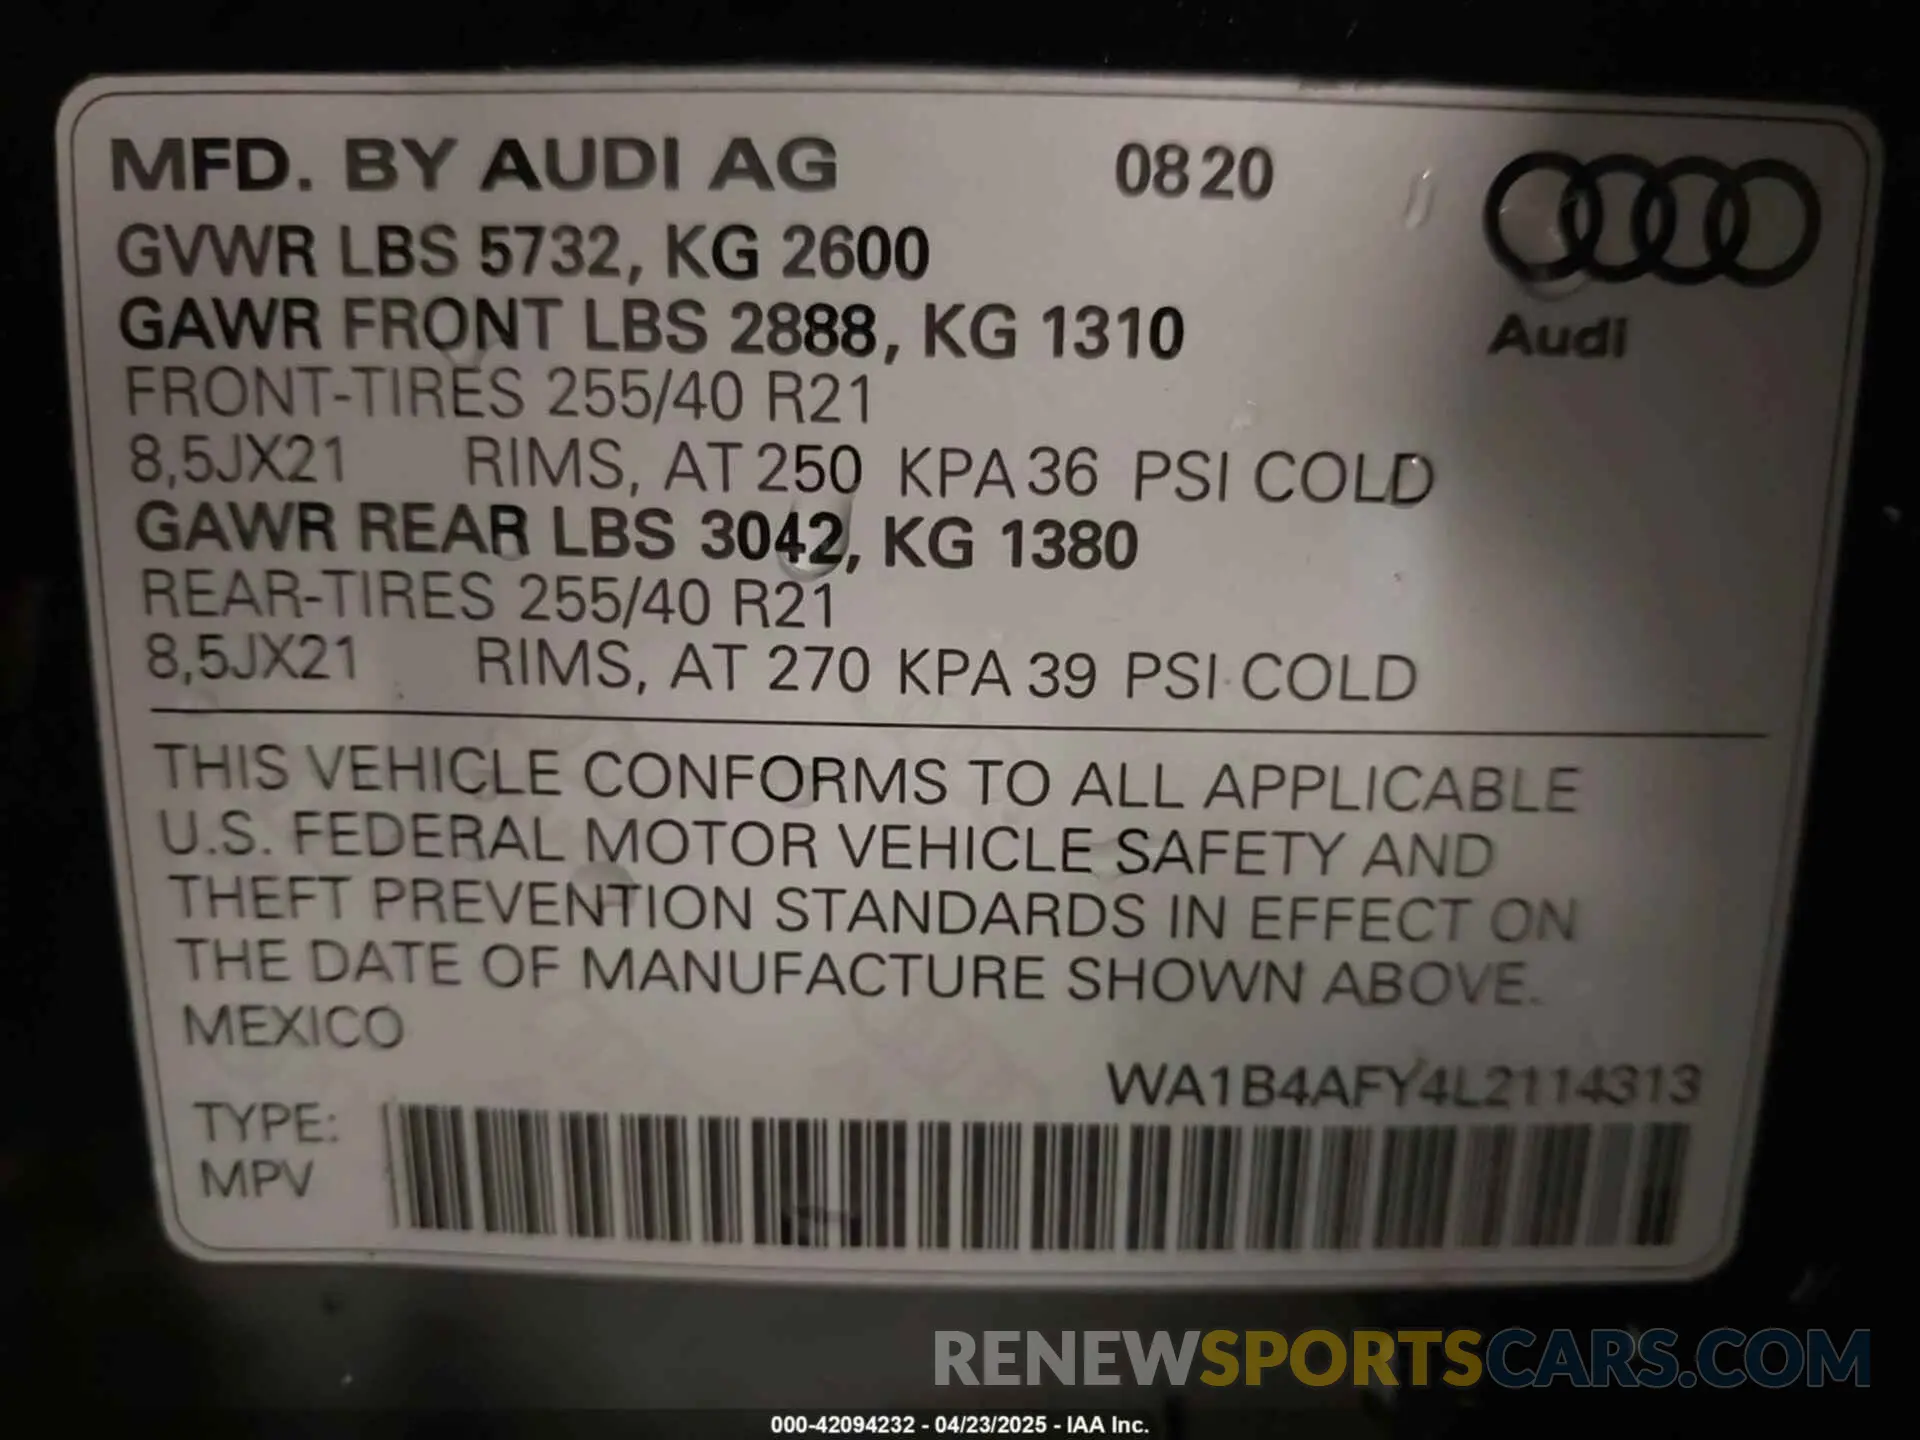 MFD. BY AUDI AG 0820
GVWR LBS 5732, KG 2600
GAWR FRONT LBS 2888, KG 1310
Audi
FRONT-TIRES 255/40 R21
8,5JX21 RIMS, AT 250 KPA 36 PSI COLD
GAWR REAR LBS 3042, KG 1380
REAR-TIRES 255/40 R21
8,5JX21 RIMS, AT 270 KPA 39 PSI COLD
THIS VEHICLE CONFORMS TO ALL APPLICABLE
U.S. FEDERAL MOTOR VEHICLE SAFETY AND
THEFT PREVENTION STANDARDS IN EFFECT ON
THE DATE OF MANUFACTURE SHOWN ABOVE.
MEXICO
WA1B4AFY4L2114313
TYPE:
MPV
RENEWSPORTSCARS.COM
000-42094232 - 04/23/2025 - IAA Inc.